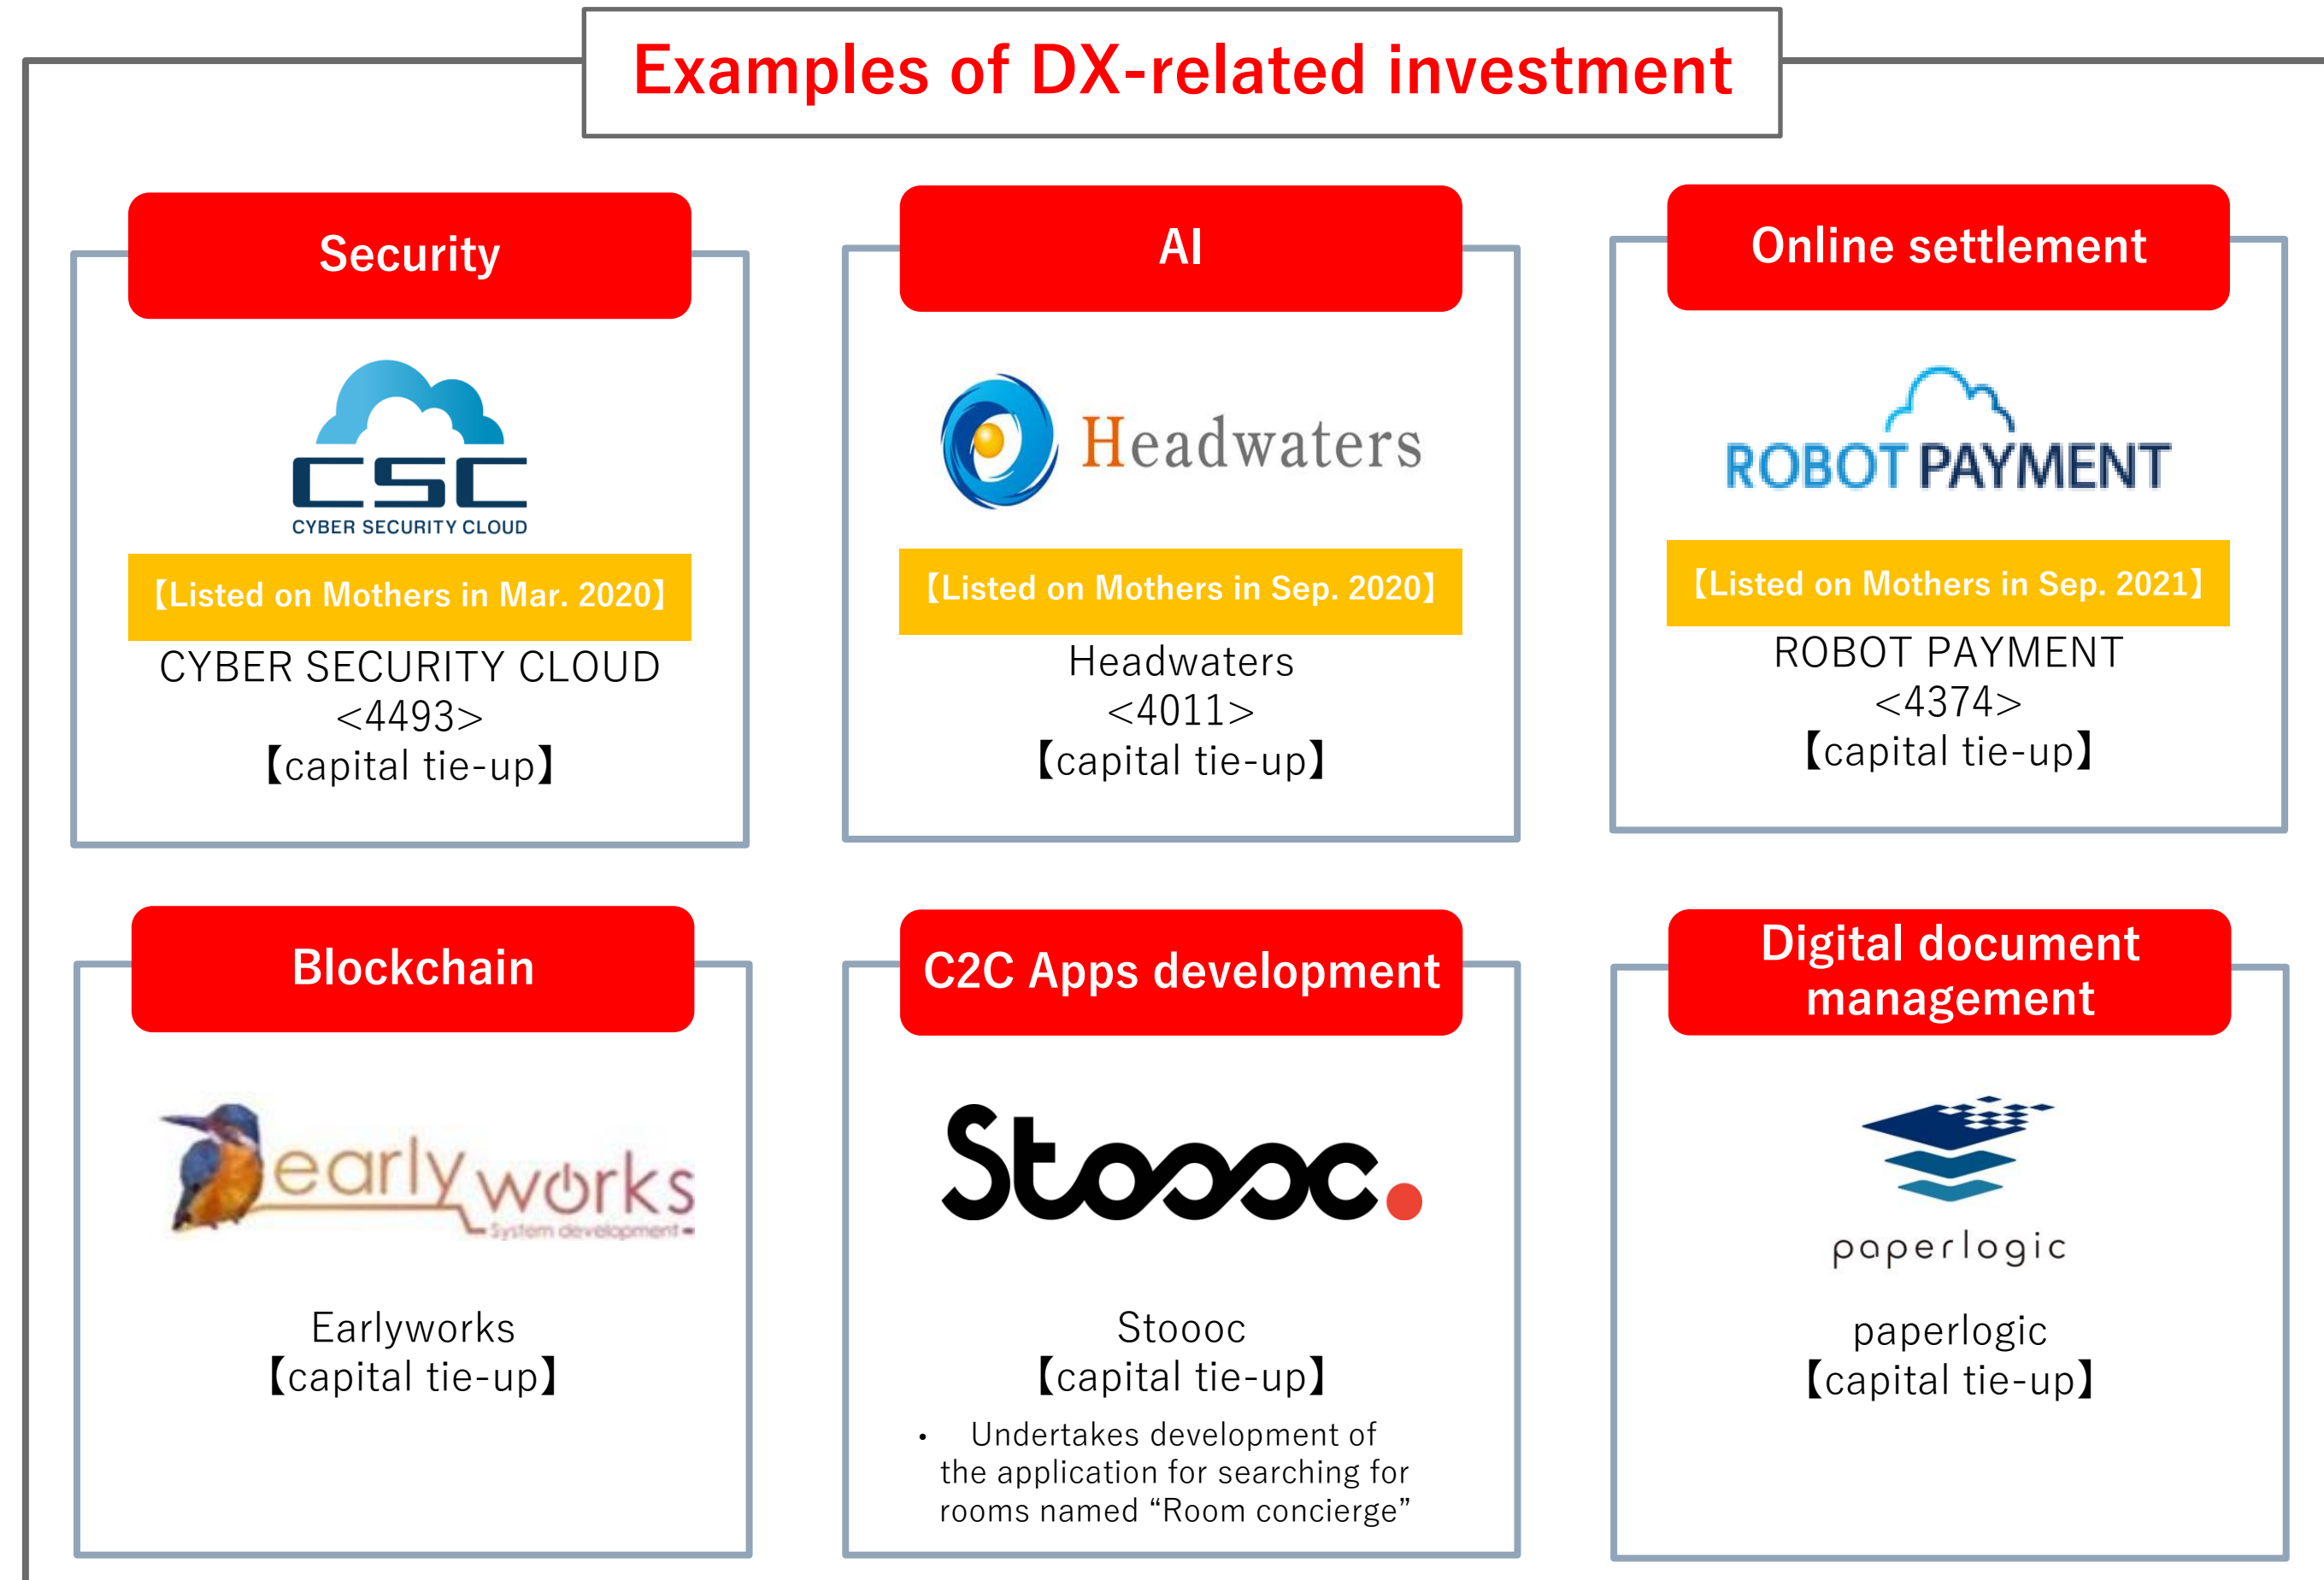 Examples of DX-related investment
Security
CSC
CYBER SECURITY CLOUD
【Listed on Mothers in Mar. 2020】
CYBER SECURITY CLOUD
<4493>
【capital tie-up】
AI
Headwaters
【Listed on Mothers in Sep. 2020】
Headwaters
<4011>
【capital tie-up】
Online settlement
ROBOT PAYMENT
【Listed on Mothers in Sep. 2021】
ROBOT PAYMENT
<4374>
【capital tie-up】
Blockchain
early works
System development
Earlyworks
【capital tie-up】
C2C Apps development
Stoooc.
Stoooc
【capital tie-up】
• Undertakes development of
the application for searching for
rooms named “Room concierge”
Digital document
management
paperlogic
paperlogic
【capital tie-up】